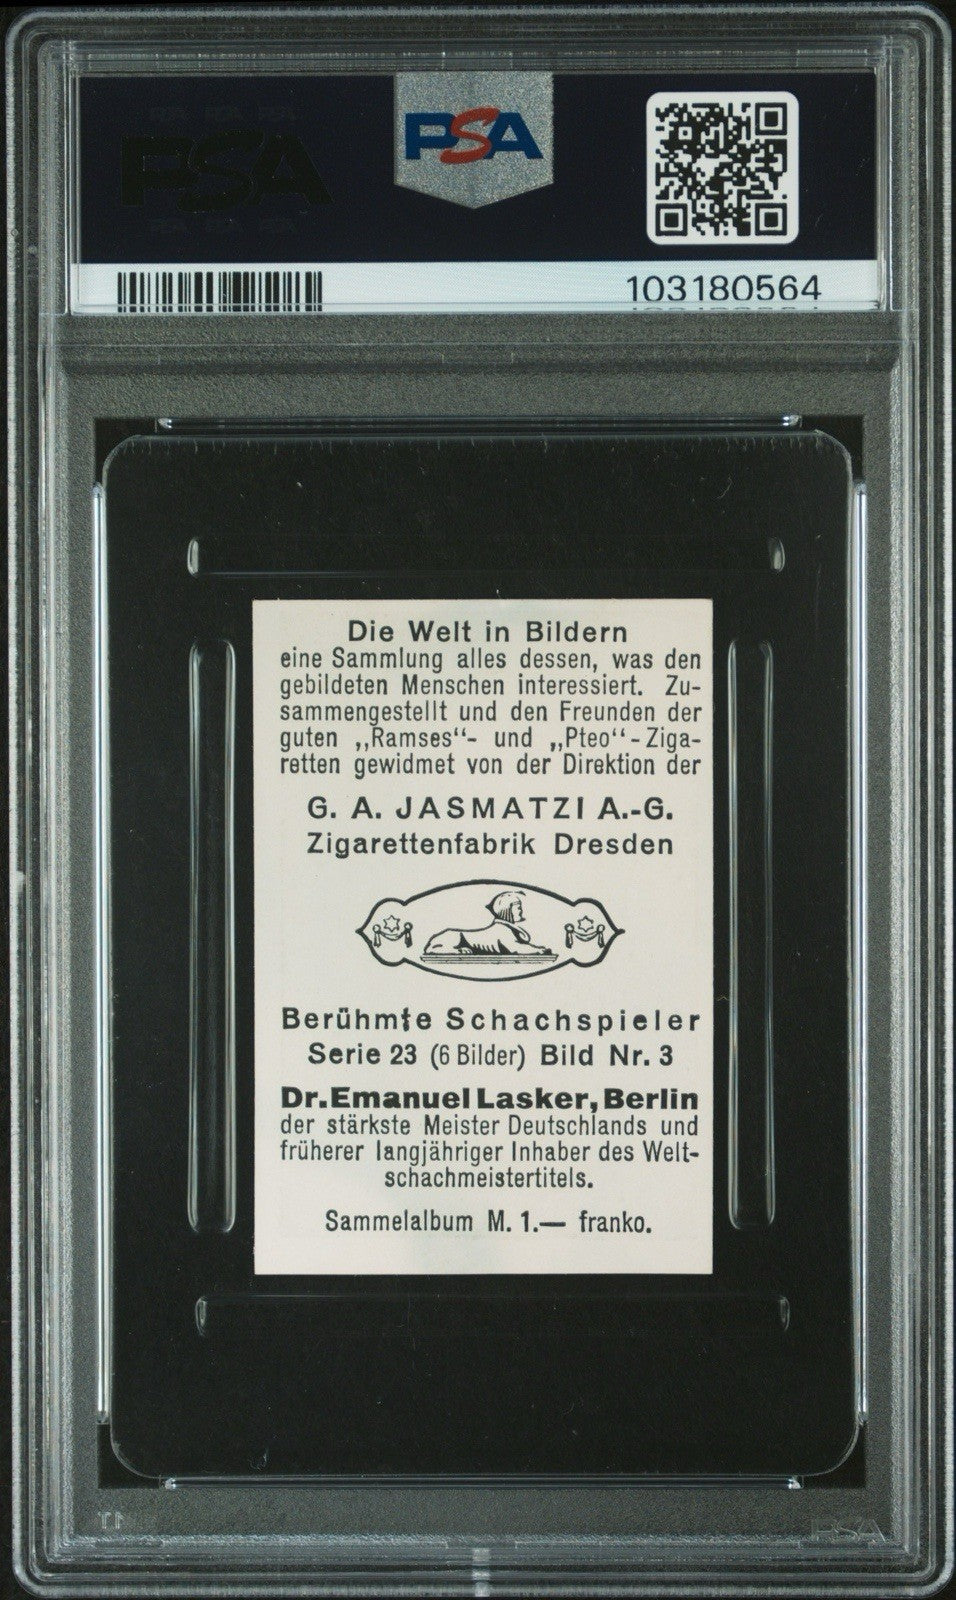 PSA
PSA
103180564
Die Welt in Bildern
eine Sammlung alles dessen, was den
gebildeten Menschen interessiert. Zu-
sammengestellt und den Freunden der
guten „Ramses“- und „Pteo“-Ziga-
retten gewidmet von der Direktion der
G. A. JASMATZI A.-G.
Zigarettenfabrik Dresden
Berühmte Schachspieler
Serie 23 (6 Bilder) Bild Nr. 3
Dr. Emanuel Lasker, Berlin
der stärkste Meister Deutschlands und
früherer langjähriger Inhaber des Welt-
schachmeistertitels.
Sammelalbum M. 1.— franko.
PSA